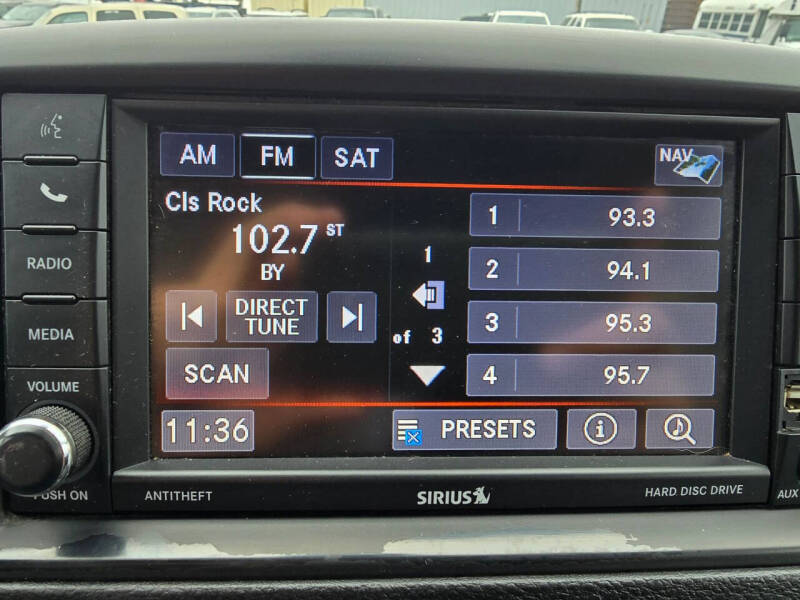 AM FM SAT NAV
Cls Rock
102.7 ST
BY
DIRECT
TUNE
SCAN
11:36
1
of 3
1 93.3
2 94.1
3 95.3
4 95.7
PRESETS
i
RADIO
MEDIA
VOLUME
PUSH ON
ANTITHEFT
SIRIUS
HARD DISC DRIVE
AUX